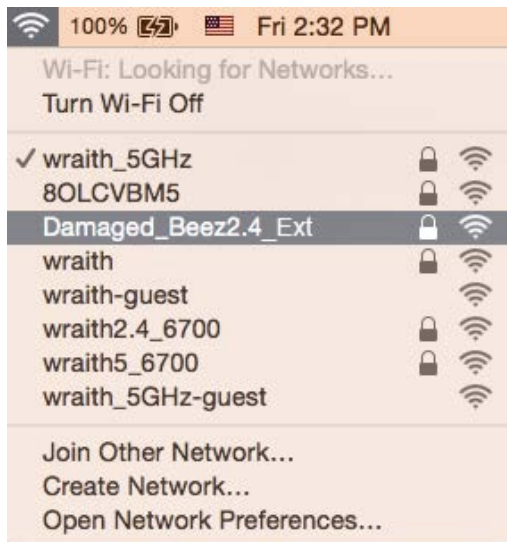 100% Fri 2:32 PM
Wi-Fi: Looking for Networks...
Turn Wi-Fi Off
wraith_5GHz
8OLCVBM5
Damaged_Beez2.4_Ext
wraith
wraith-guest
wraith2.4_6700
wraith5_6700
wraith_5GHz-guest
Join Other Network...
Create Network...
Open Network Preferences...